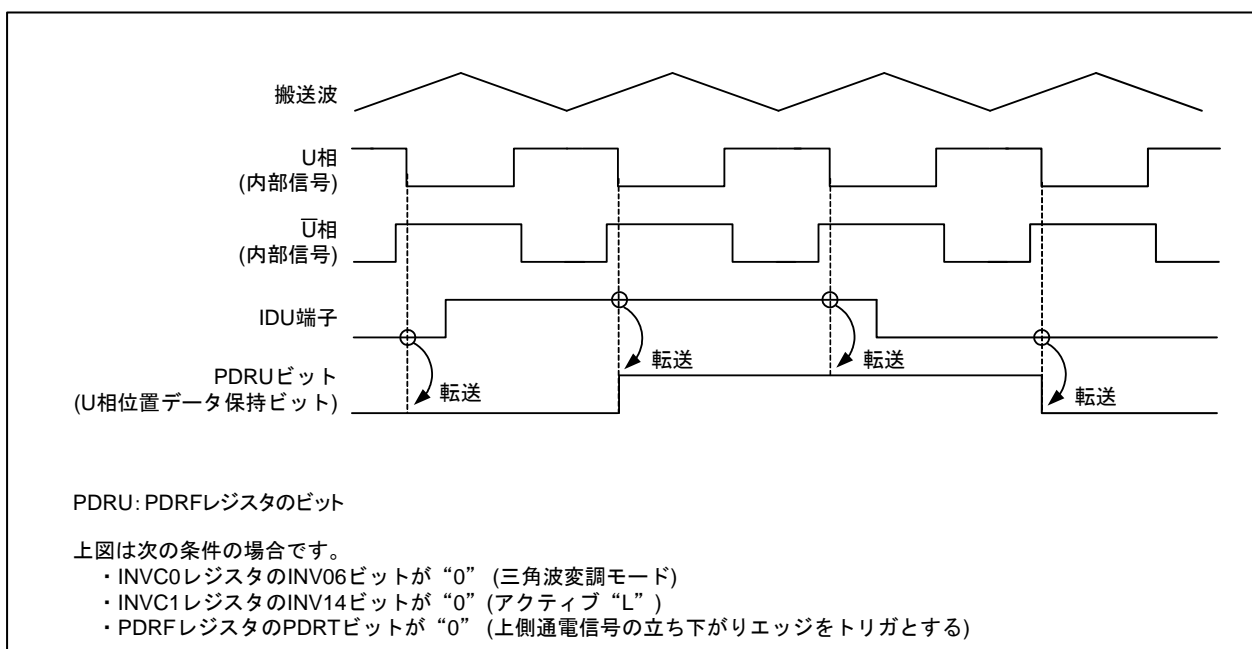 搬送波
U相
(内部信号)
U̅相
(内部信号)
IDU端子
転送
転送
転送
転送
PDRUビット
(U相位置データ保持ビット)
PDRU: PDRFレジスタのビット
上図は次の条件の場合です。
・INVC0レジスタのINV06ビットが“0” (三角波変調モード)
・INVC1レジスタのINV14ビットが“0” (アクティブ“L”)
・PDRFレジスタのPDRTビットが“0” (上側通電信号の立ち下がりエッジをトリガとする)